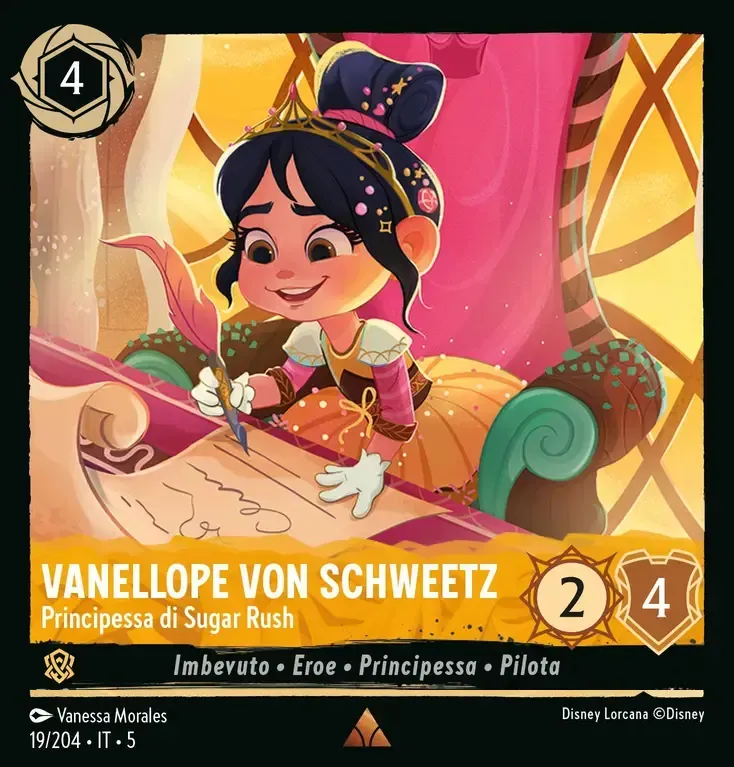 4
VANELLOPE VON SCHWEETZ
Principessa di Sugar Rush
2
4
Imbevuto • Eroe • Principessa • Pilota
Vanessa Morales
Disney Lorcana ©Disney
19/204 • IT • 5